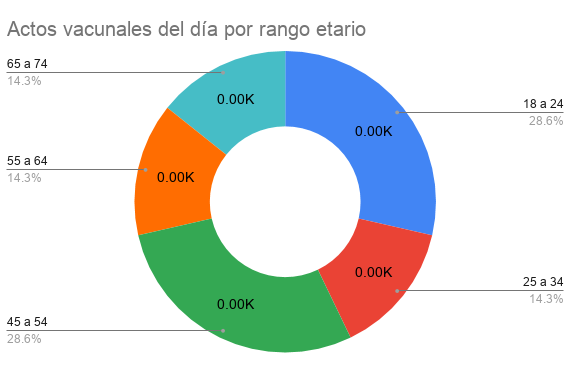 Actos vacunales del día por rango etario
65 a 74
14.3%
0.00K
18 a 24
28.6%
0.00K
55 a 64
14.3%
0.00K
25 a 34
14.3%
0.00K
45 a 54
28.6%
0.00K